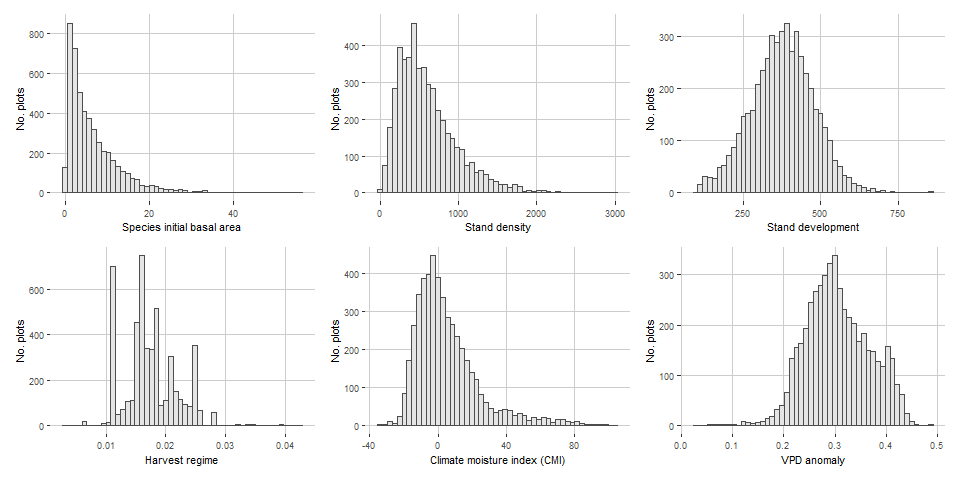 No. plots
800
600
400
200
0
0 20 40
Species initial basal area
No. plots
400
300
200
100
0
0 1000 2000 3000
Stand density
No. plots
300
200
100
0
250 500 750
Stand development
No. plots
600
400
200
0
0.01 0.02 0.03 0.04
Harvest regime
No. plots
400
300
200
100
0
-40 0 40 80
Climate moisture index (CMI)
No. plots
300
200
100
0
0.0 0.1 0.2 0.3 0.4 0.5
VPD anomaly